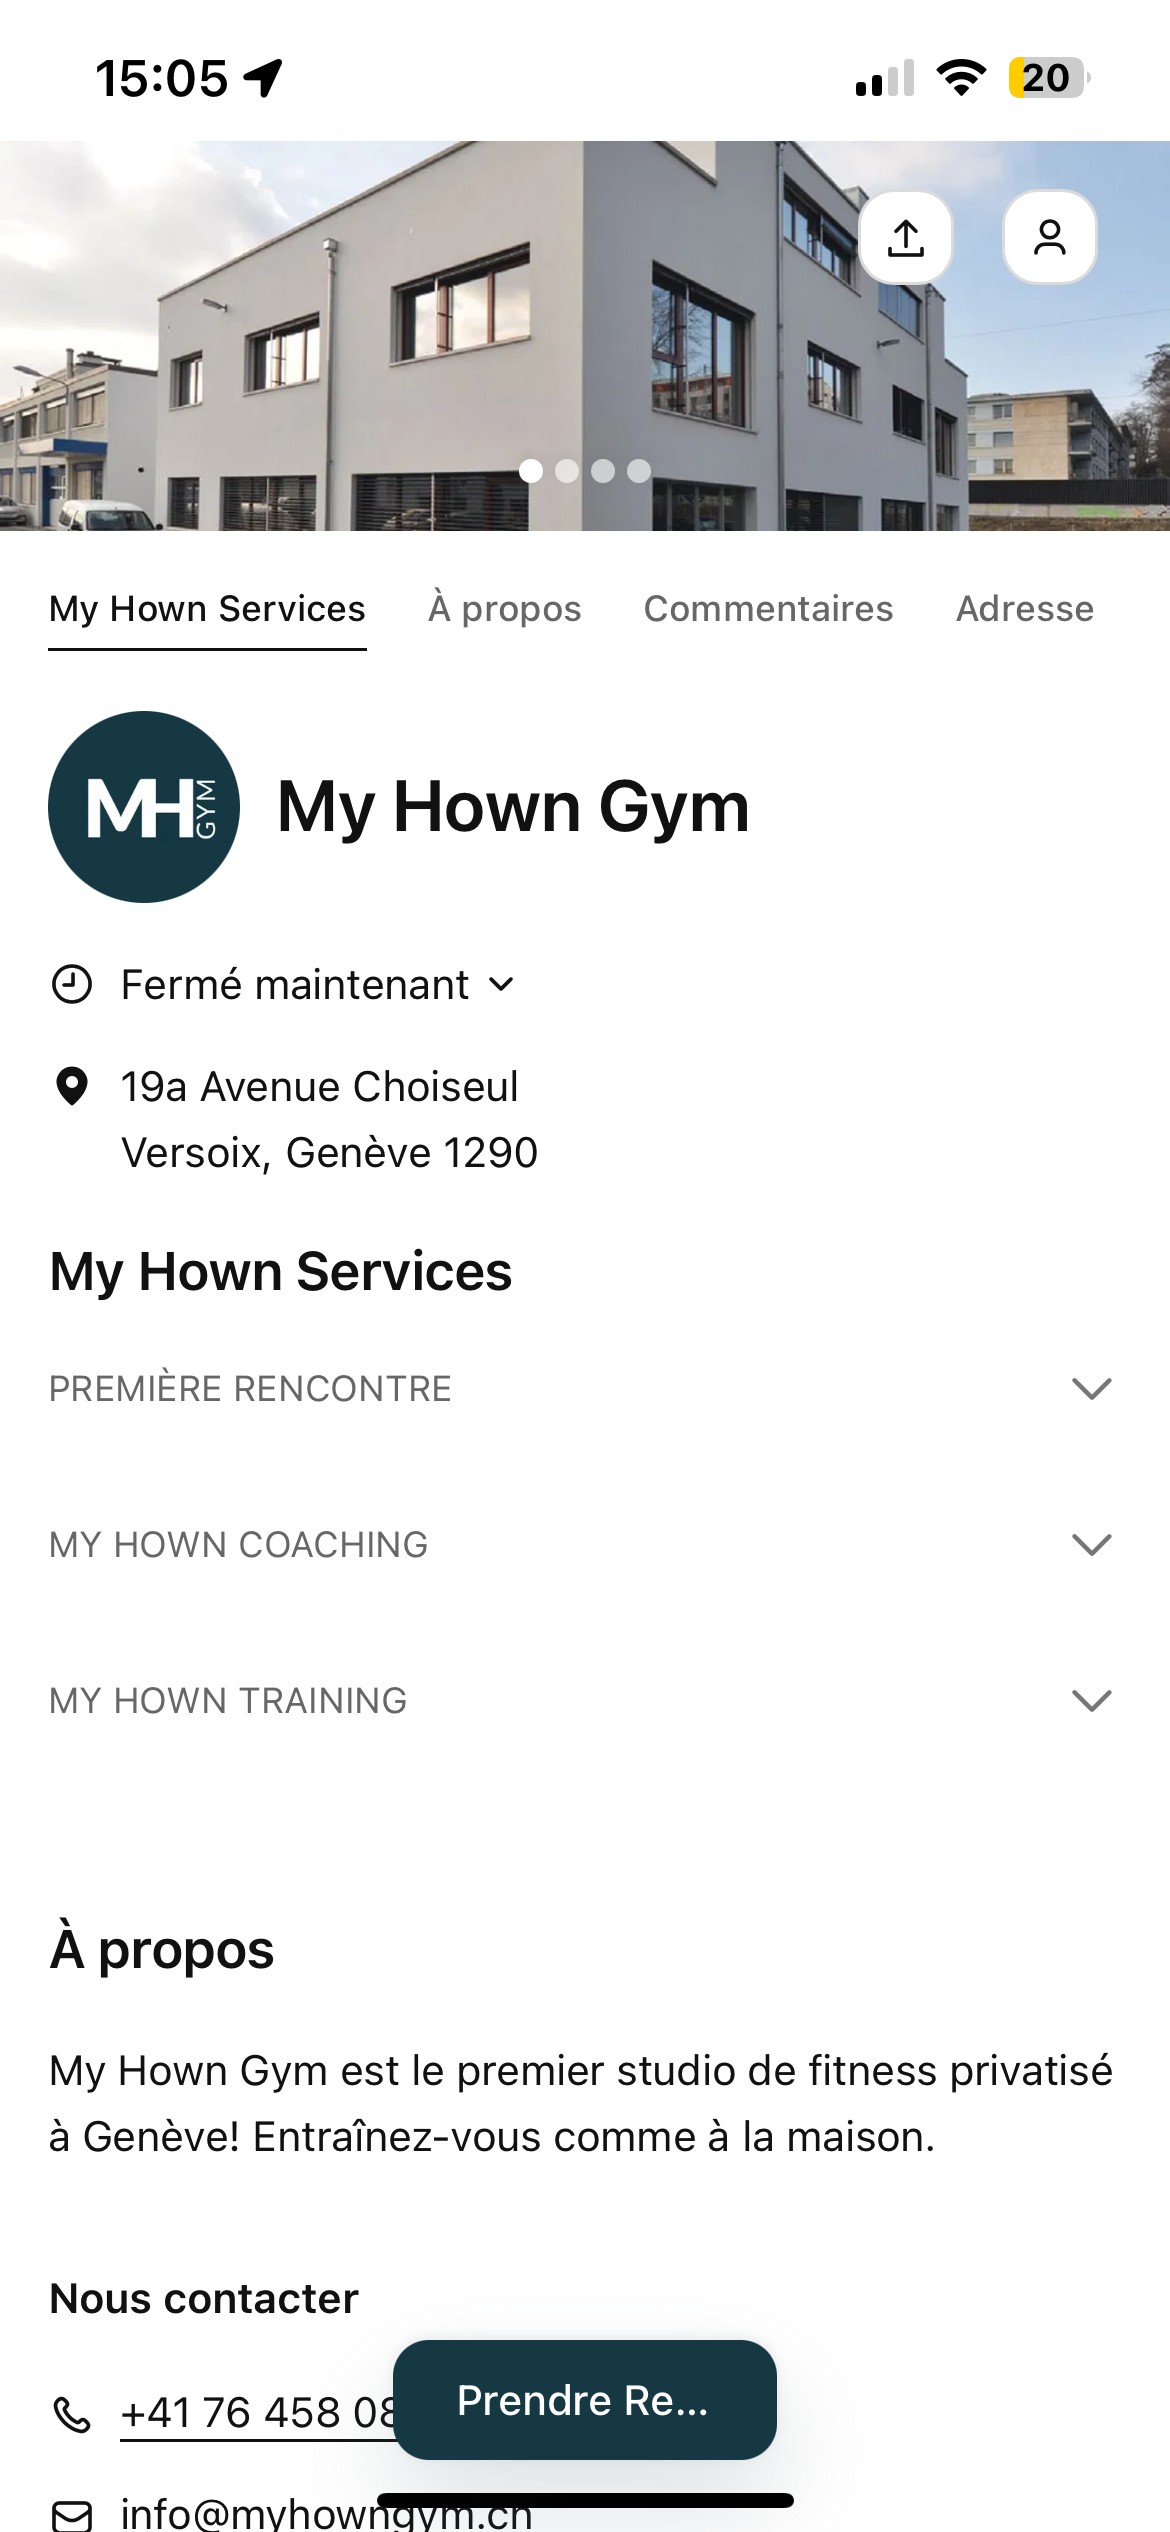 15:05
20
My Hown Services
À propos
Commentaires
Adresse
MH GYM
My Hown Gym
Fermé maintenant
19a Avenue Choiseul
Versoix, Genève 1290
My Hown Services
PREMIÈRE RENCONTRE
MY HOWN COACHING
MY HOWN TRAINING
À propos
My Hown Gym est le premier studio de fitness privatisé
à Genève! Entraînez-vous comme à la maison.
Nous contacter
+41 76 458 08
Prendre Re...
info@myhowngym.ch